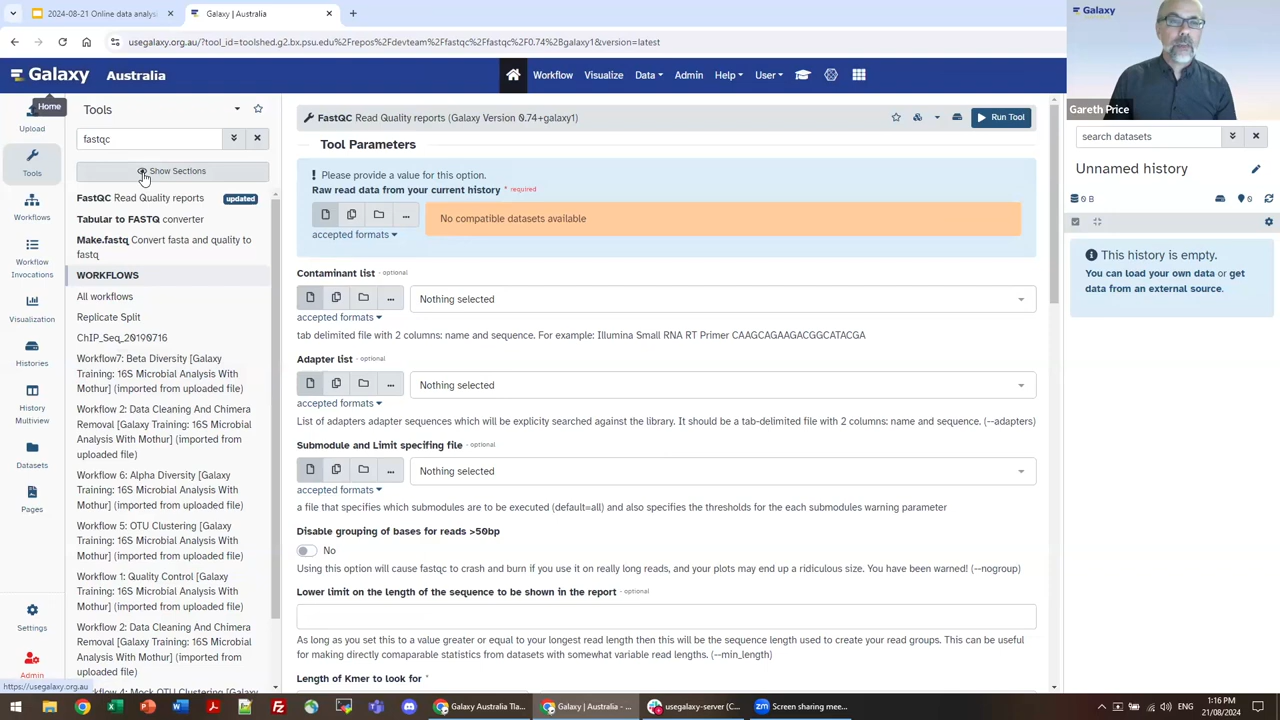 2024-08-21 Online data analysis
Galaxy | Australia
usegalaxy.org.au/?tool_id=toolshed.g2.bx.psu.edu%2Frepos%2Fdevteam%2Ffastqc%2Ffastqc%2F0.74%2Bgalaxy1&version=latest
Galaxy Australia
Workflow Visualize Data Admin Help User
Galaxy
Gareth Price
Home
Upload
Tools
Workflows
Workflow
Invocations
Visualization
Histories
History
Multiview
Datasets
Pages
Settings
Admin
Tools
fastqc
Show Sections
FastQC Read Quality reports updated
Tabular to FASTQ converter
Make.fastq Convert fasta and quality to
fastq
WORKFLOWS
All workflows
Replicate Split
ChIP_Seq_20190716
Workflow7: Beta Diversity [Galaxy
Training: 16S Microbial Analysis With
Mothur] (imported from uploaded file)
Workflow 2: Data Cleaning And Chimera
Removal [Galaxy Training: 16S Microbial
Analysis With Mothur] (imported from
uploaded file)
Workflow 6: Alpha Diversity [Galaxy
Training: 16S Microbial Analysis With
Mothur] (imported from uploaded file)
Workflow 5: OTU Clustering [Galaxy
Training: 16S Microbial Analysis With
Mothur] (imported from uploaded file)
Workflow 1: Quality Control [Galaxy
Training: 16S Microbial Analysis With
Mothur] (imported from uploaded file)
Workflow 2: Data Cleaning And Chimera
Removal [Galaxy Training: 16S Microbial
Analysis With Mothur] (imported from
uploaded file)
Workflow 4: Mock OTU Clustering [Galaxy
https://usegalaxy.org.au
FastQC Read Quality reports (Galaxy Version 0.74+galaxy1)
Run Tool
Tool Parameters
Please provide a value for this option.
Raw read data from your current history * required
No compatible datasets available
accepted formats
Contaminant list - optional
Nothing selected
accepted formats
tab delimited file with 2 columns: name and sequence. For example: Illumina Small RNA RT Primer CAAGCAGAAGACGGCATACGA
Adapter list - optional
Nothing selected
accepted formats
List of adapters adapter sequences which will be explicity searched against the library. It should be a tab-delimited file with 2 columns: name and sequence. (--adapters)
Submodule and Limit specifing file - optional
Nothing selected
accepted formats
a file that specifies which submodules are to be executed (default=all) and also specifies the thresholds for the each submodules warning parameter
Disable grouping of bases for reads >50bp
No
Using this option will cause fastqc to crash and burn if you use it on really long reads, and your plots may end up a ridiculous size. You have been warned! (--nogroup)
Lower limit on the length of the sequence to be shown in the report - optional
As long as you set this to a value greater or equal to your longest read length then this will be the sequence length used to create your read groups. This can be useful
for making directly comaparable statistics from datasets with somewhat variable read lengths. (--min_length)
Length of Kmer to look for *
search datasets
Unnamed history
0 B
0
This history is empty.
You can load your own data or get
data from an external source.
Galaxy Australia Tra...
Galaxy | Australia - ...
usegalaxy-server (C...
Screen sharing mee...
ENG
1:16 PM
21/08/2024